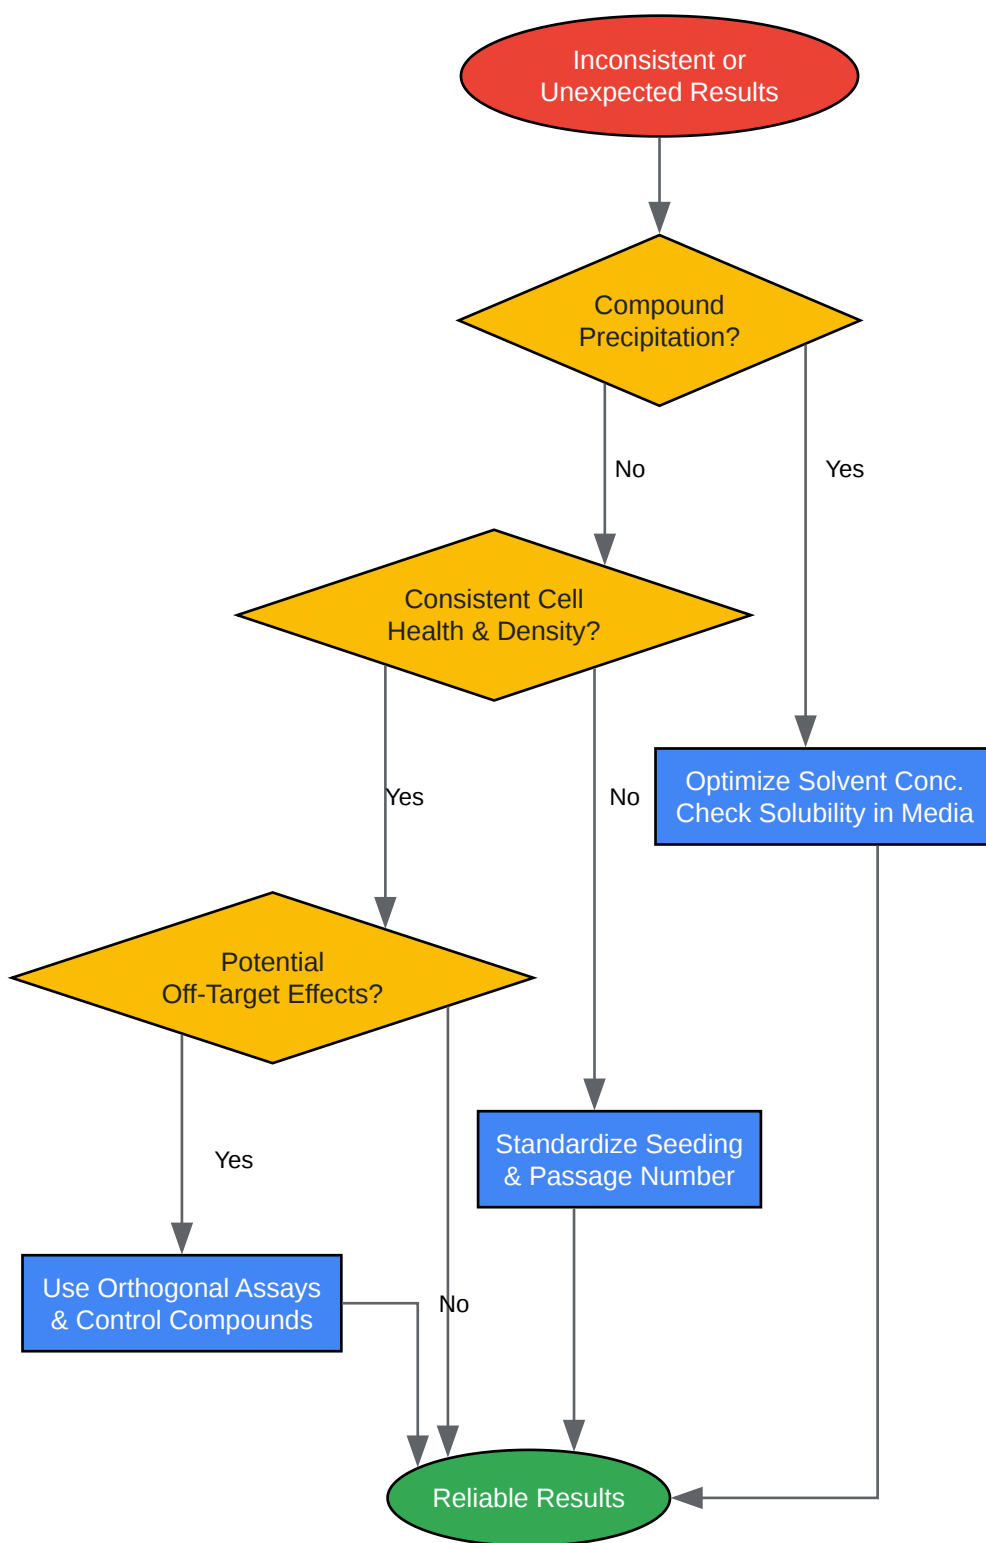 Inconsistent or
Unexpected Results
Compound
Precipitation?
No
Yes
Consistent Cell
Health & Density?
Yes
No
Optimize Solvent Conc.
Check Solubility in Media
Potential
Off-Target Effects?
Yes
Standardize Seeding
& Passage Number
Use Orthogonal Assays
& Control Compounds
No
Reliable Results